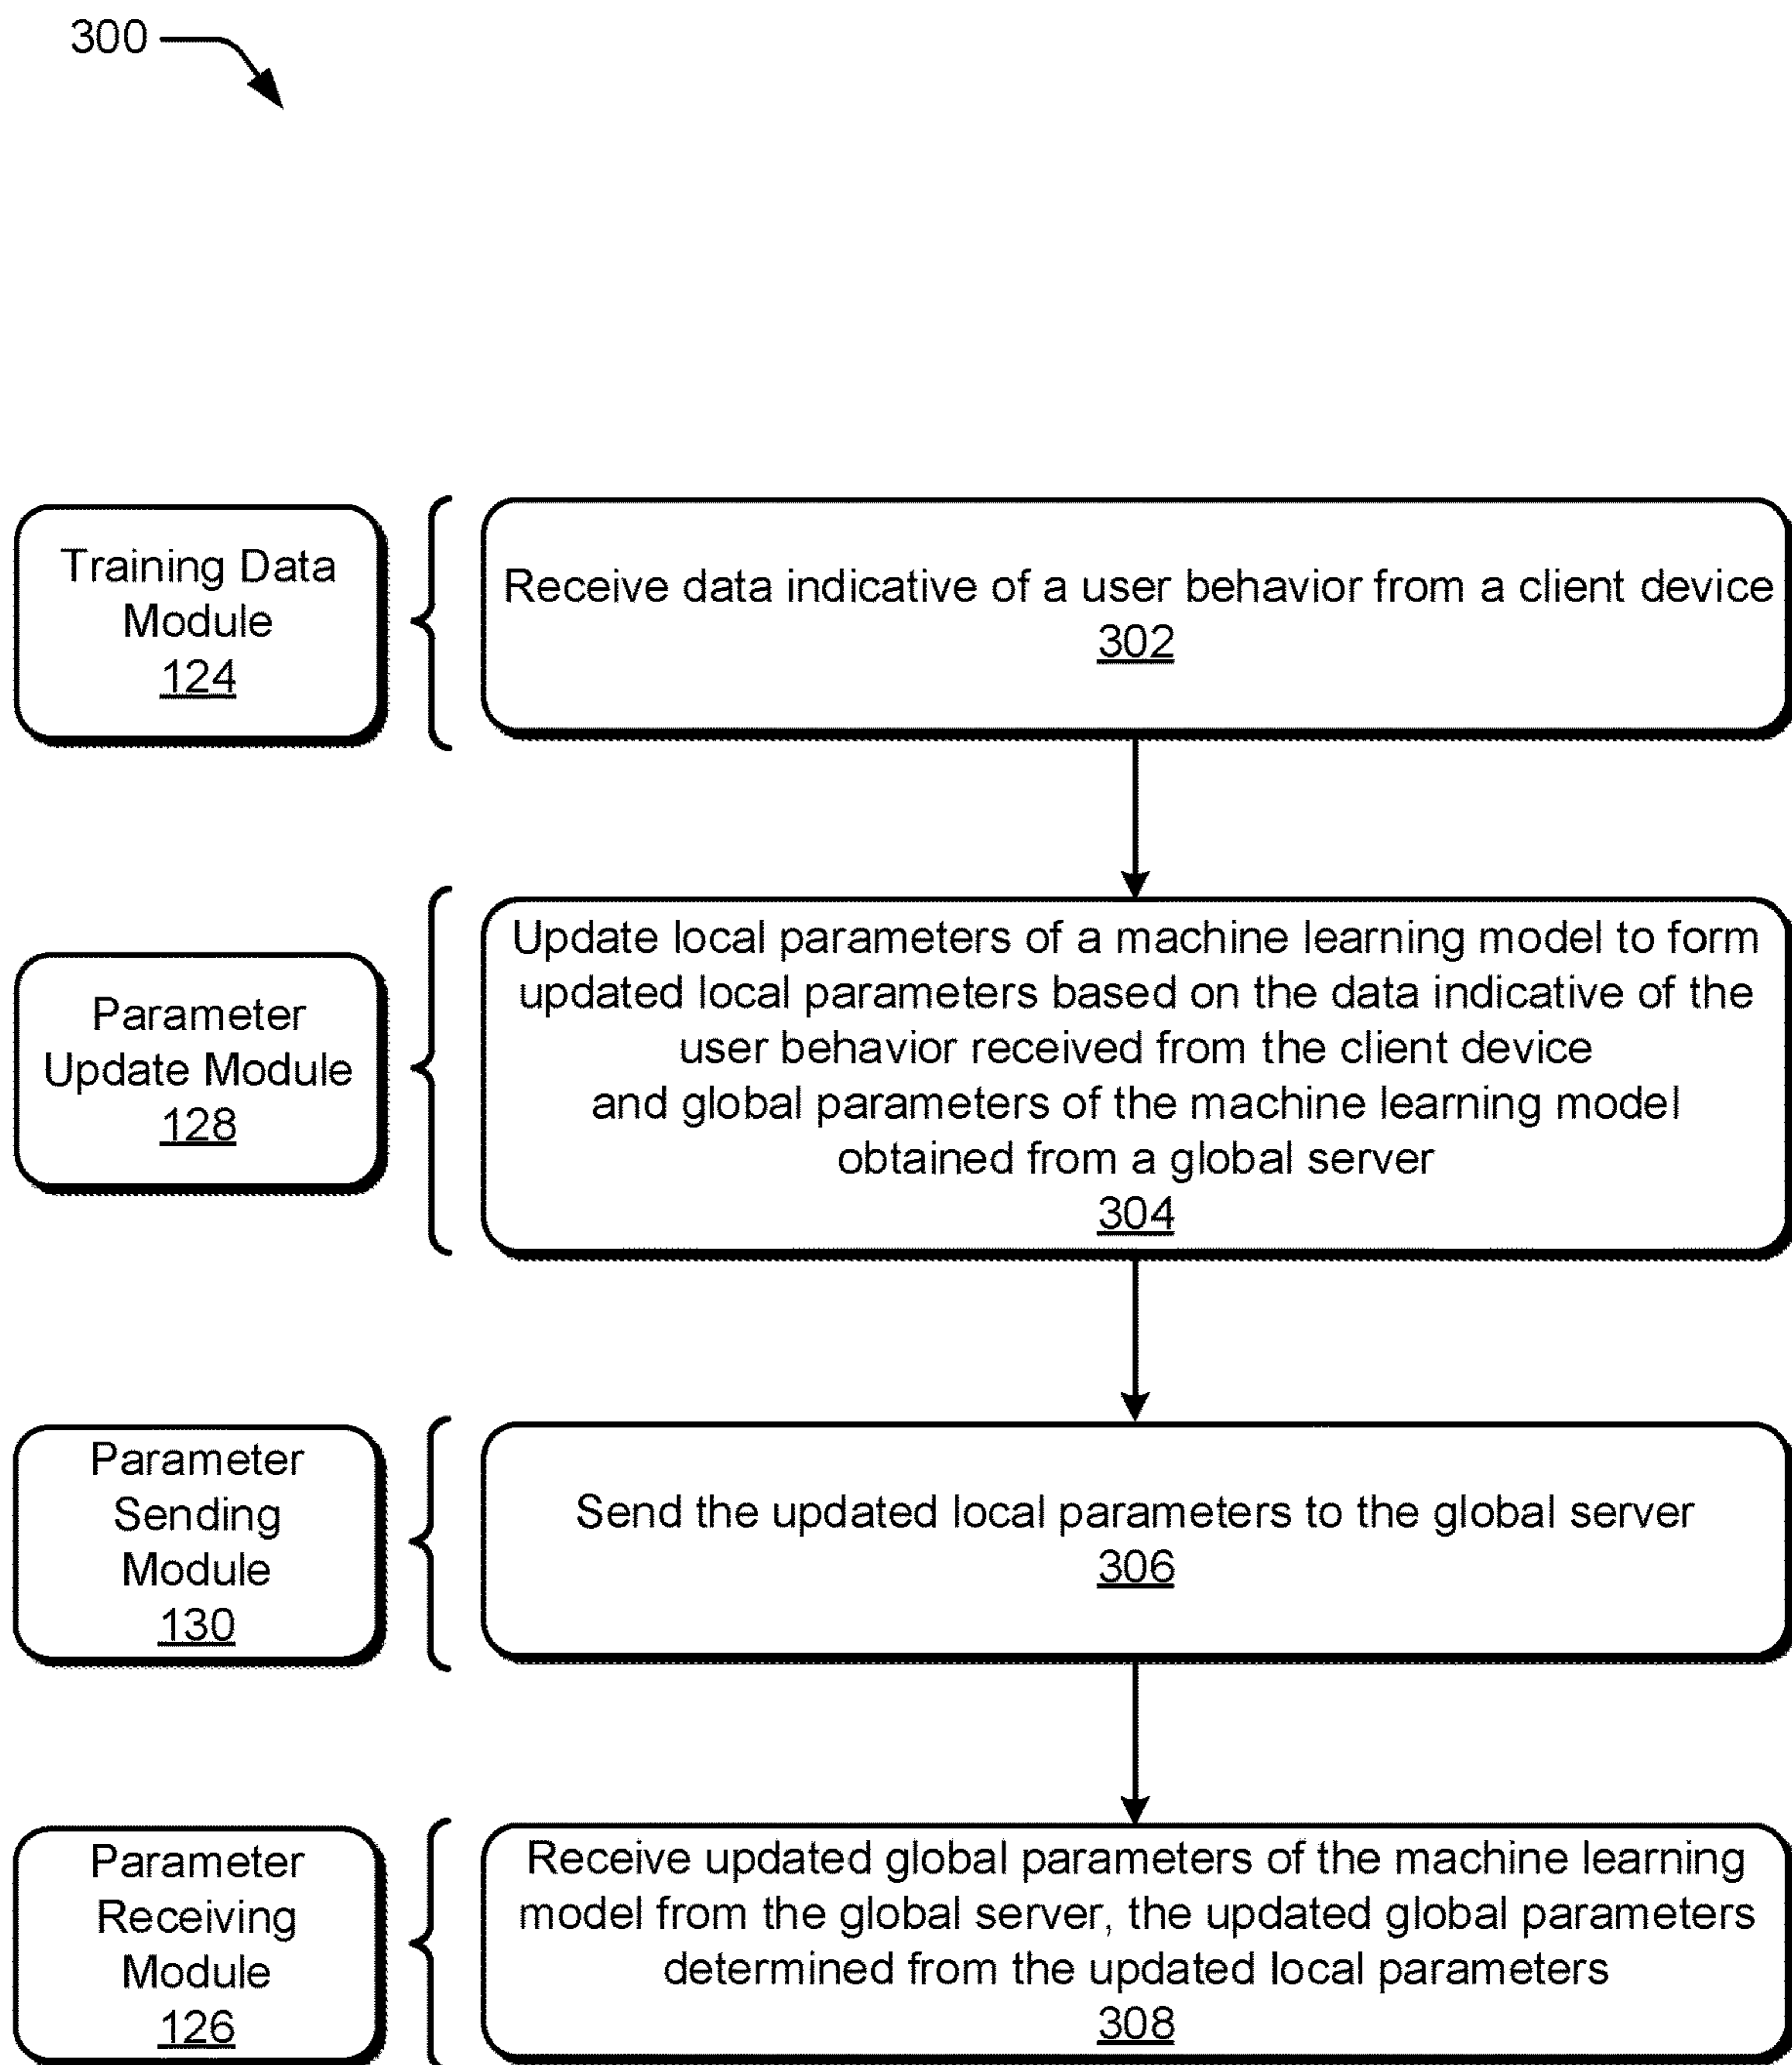 300
Training Data
Module
124
Receive data indicative of a user behavior from a client device
302
Parameter
Update Module
128
Update local parameters of a machine learning model to form
updated local parameters based on the data indicative of the
user behavior received from the client device
and global parameters of the machine learning model
obtained from a global server
304
Parameter
Sending
Module
130
Send the updated local parameters to the global server
306
Parameter
Receiving
Module
126
Receive updated global parameters of the machine learning
model from the global server, the updated global parameters
determined from the updated local parameters
308